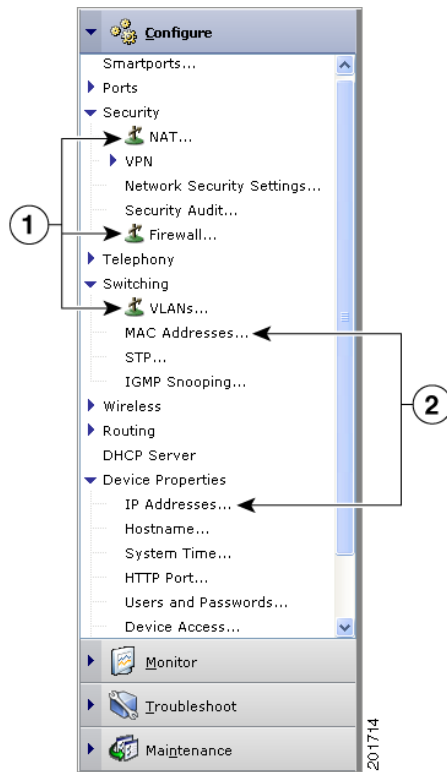 Configure
Smartports...
Ports
Security
NAT...
VPN
Network Security Settings...
Security Audit...
1
Firewall...
Telephony
Switching
VLANs...
MAC Addresses...
STP...
2
IGMP Snooping...
Wireless
Routing
DHCP Server
Device Properties
IP Addresses...
Hostname...
System Time...
HTTP Port...
Users and Passwords...
Device Access...
Monitor
Troubleshoot
Maintenance
201714